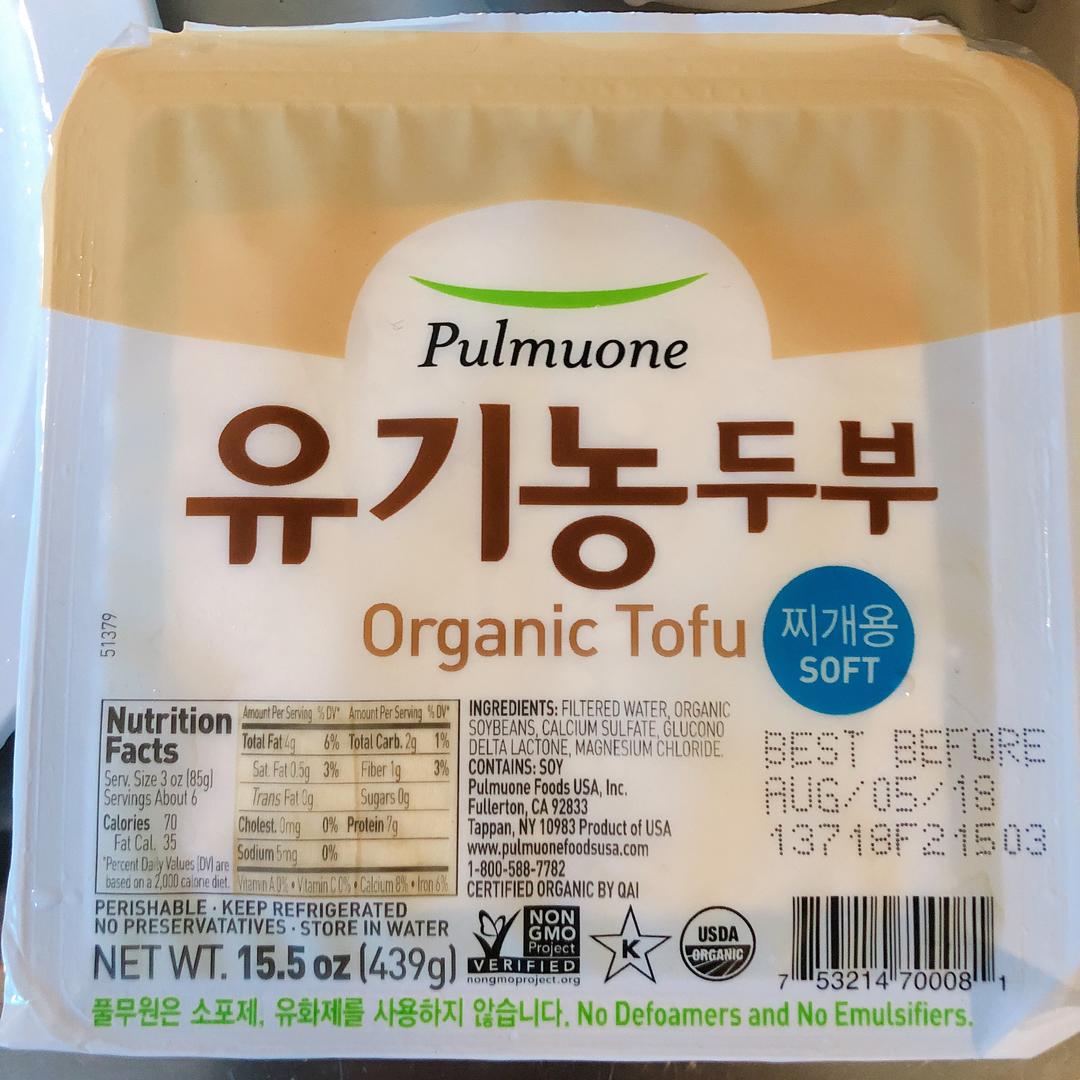 Pulmuone
유기농두부
Organic Tofu
찌개용
SOFT
51379
Nutrition
Facts
Serv. Size 3 oz (85g)
Servings About 6
Calories 70
Fat Cal. 35
*Percent Daily Values (DV) are
based on a 2,000 calorie diet.
Amount Per Serving %DV* Amount Per Serving %DV*
Total Fat 4g 6% Total Carb. 2g 1%
Sat. Fat 0.5g 3% Fiber 1g 3%
Trans Fat 0g Sugars 0g
Cholest. 0mg 0% Protein 7g
Sodium 5mg 0%
Vitamin A 0% • Vitamin C 0% • Calcium 8% • Iron 6%
INGREDIENTS: FILTERED WATER, ORGANIC
SOYBEANS, CALCIUM SULFATE, GLUCONO
DELTA LACTONE, MAGNESIUM CHLORIDE.
CONTAINS: SOY
Pulmuone Foods USA, Inc.
Fullerton, CA 92833
Tappan, NY 10983 Product of USA
www.pulmuonefoodsusa.com
1-800-588-7782
CERTIFIED ORGANIC BY QAI
BEST BEFORE
AUG/05/18
13718F21503
PERISHABLE · KEEP REFRIGERATED
NO PRESERVATATIVES · STORE IN WATER
NET WT. 15.5 oz (439g)
NON
GMO
Project
VERIFIED
nongmoproject.org
K
USDA
ORGANIC
7 53214 70008 1
풀무원은 소포제, 유화제를 사용하지 않습니다. No Defoamers and No Emulsifiers.